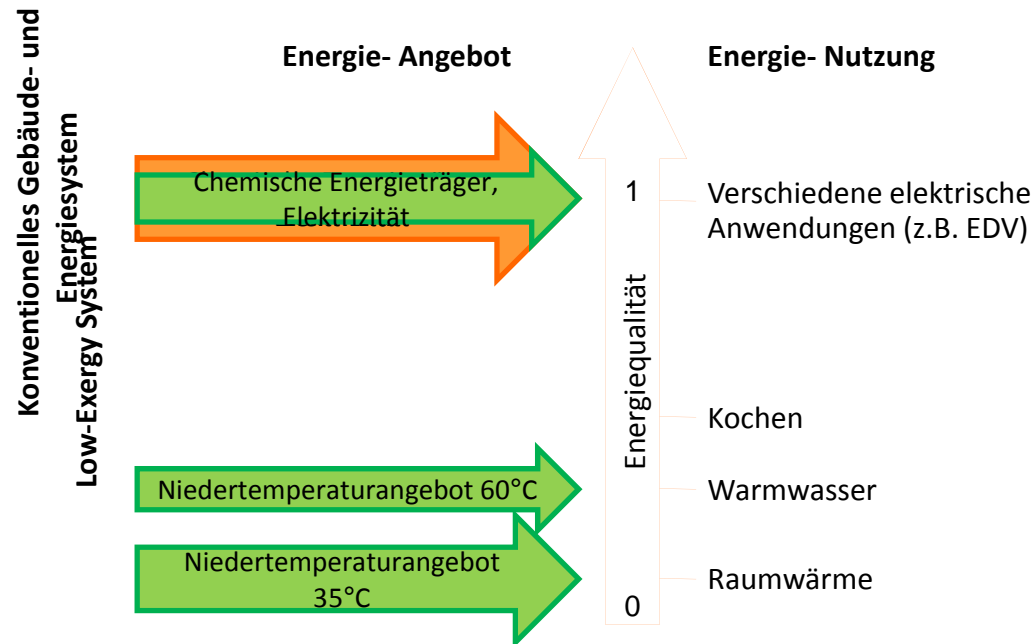 Konventionelles Gebäude- und
Energiesystem
Low-Exergy System
Energie- Angebot
Energie- Nutzung
Chemische Energieträger,
Elektrizität
1
Verschiedene elektrische
Anwendungen (z.B. EDV)
Energiequalität
Kochen
Niedertemperaturangebot 60°C
Warmwasser
Niedertemperaturangebot
35°C
Raumwärme
0